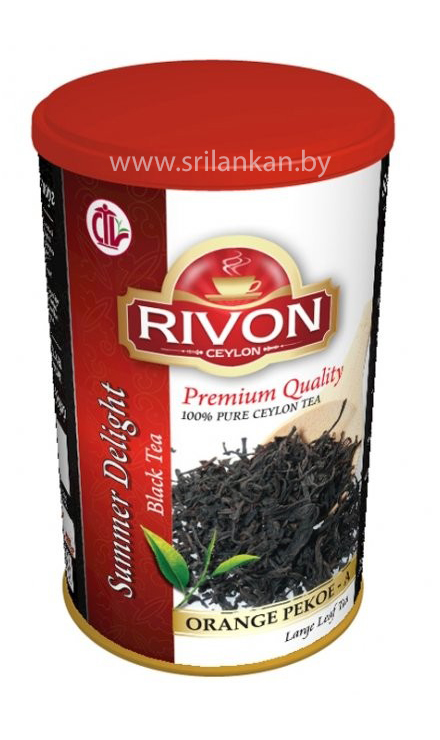 www.srilankan.by
CTL
RIVON
CEYLON
Premium Quality
100% PURE CEYLON TEA
Summer Delight
Black Tea
ORANGE PEKOE - A
Large Leaf Tea